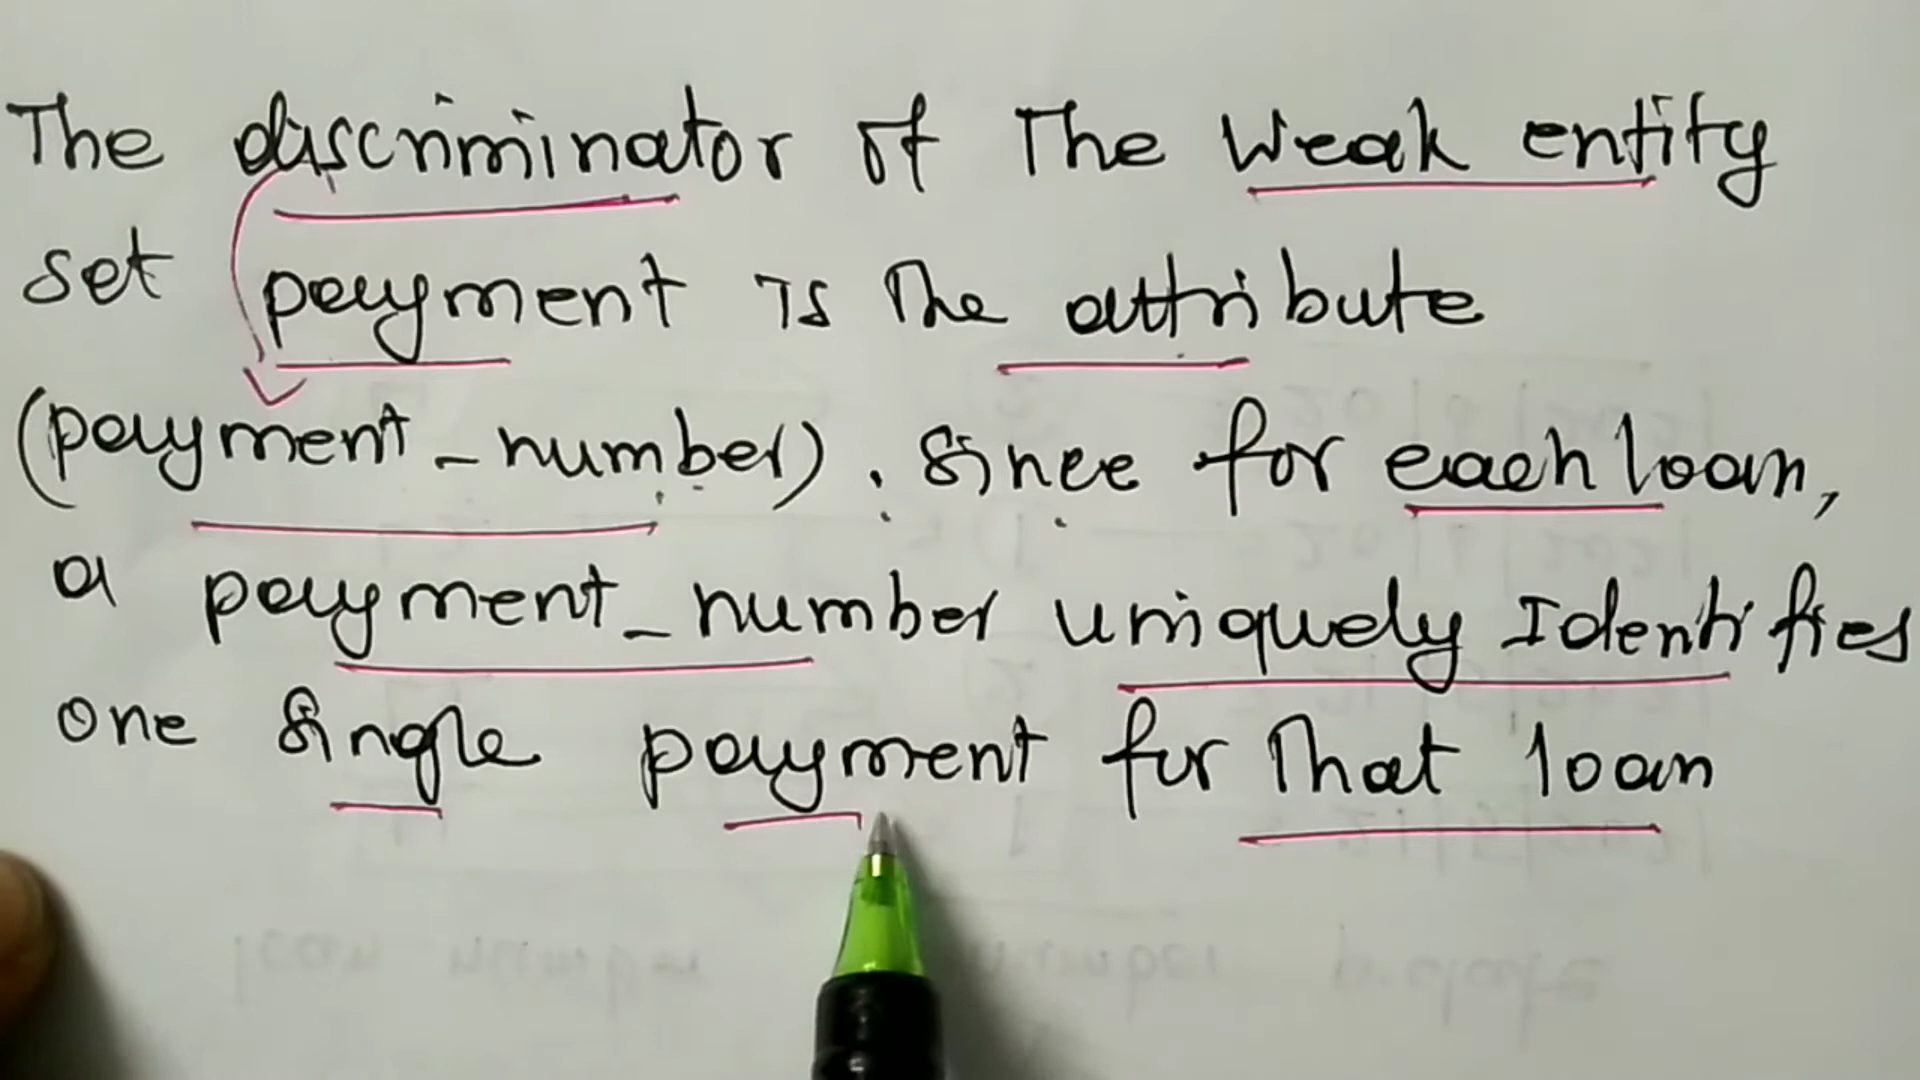 The discriminator of The weak entity
set payment is the attribute
(payment_number). Since for each loan,
a payment_number uniquely Identifies
one single payment for That loan